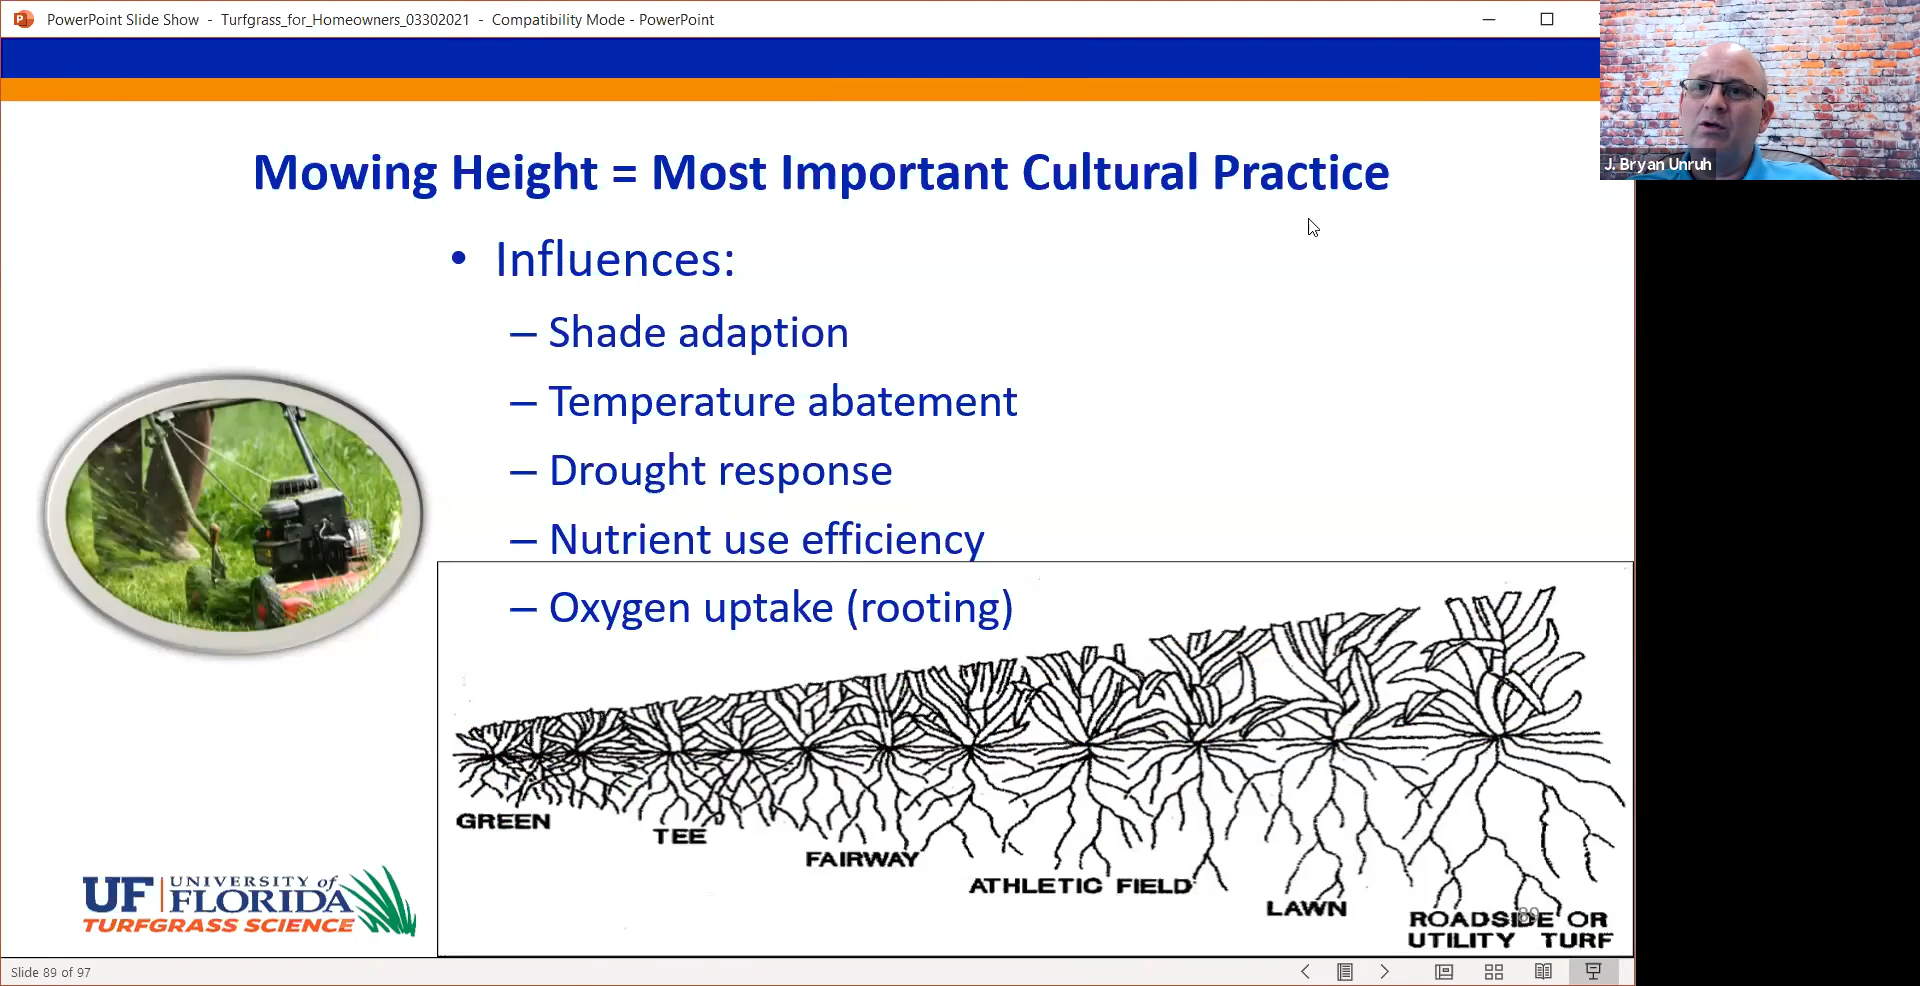 PowerPoint Slide Show - Turfgrass_for_Homeowners_03302021 - Compatibility Mode - PowerPoint
J. Bryan Unruh
Mowing Height = Most Important Cultural Practice
• Influences:
– Shade adaption
– Temperature abatement
– Drought response
– Nutrient use efficiency
– Oxygen uptake (rooting)
GREEN
TEE
FAIRWAY
ATHLETIC FIELD
LAWN
ROADSIDE OR
UTILITY TURF
89
UF UNIVERSITY of
FLORIDA
TURFGRASS SCIENCE
Slide 89 of 97